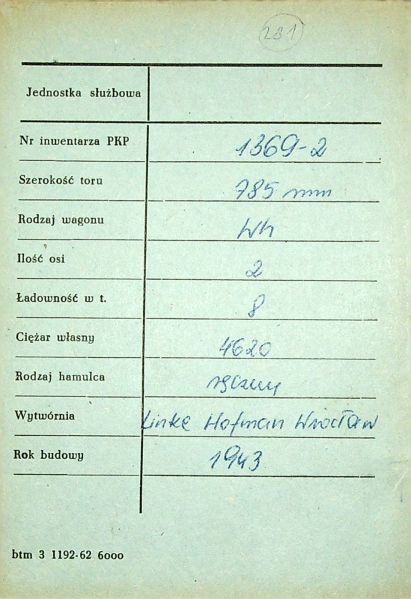 231
Jednostka służbowa
Nr inwentarza PKP 1369-2
Szerokość toru 785 mm
Rodzaj wagonu Wh
Ilość osi 2
Ładowność w t. 8
Ciężar własny 4620
Rodzaj hamulca ręczny
Wytwórnia Linke Hofman Wrocław
Rok budowy 1943
btm 3 1192-62 6000